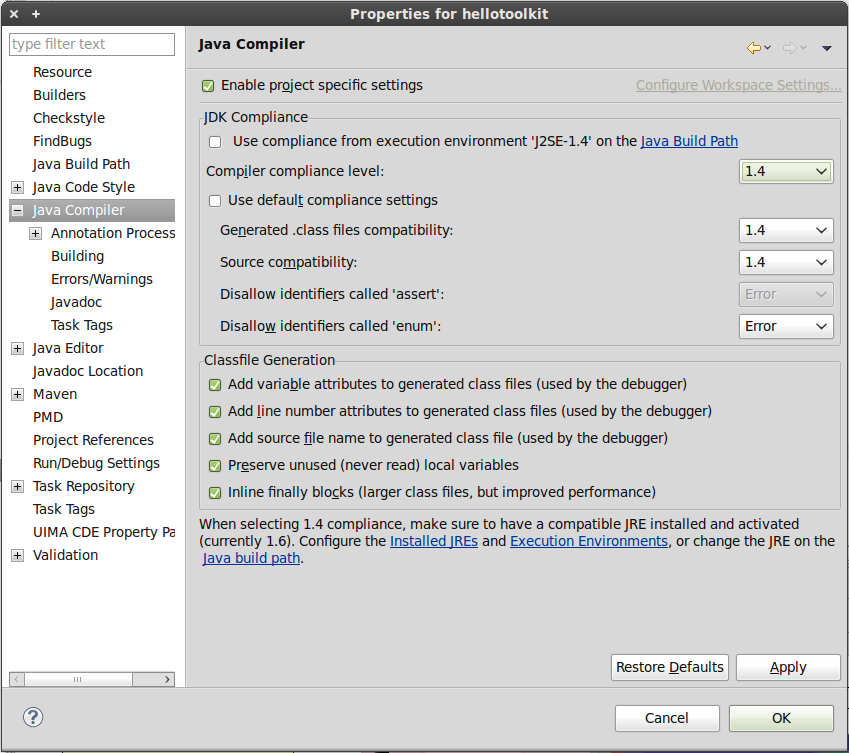 Properties for hellotoolkit
type filter text
Resource
Builders
Checkstyle
FindBugs
Java Build Path
Java Code Style
Java Compiler
Annotation Process
Building
Errors/Warnings
Javadoc
Task Tags
Java Editor
Javadoc Location
Maven
PMD
Project References
Run/Debug Settings
Task Repository
Task Tags
UIMA CDE Property Pa
Validation
Java Compiler
Enable project specific settings
Configure Workspace Settings...
JDK Compliance
Use compliance from execution environment 'J2SE-1.4' on the Java Build Path
Compiler compliance level: 1.4
Use default compliance settings
Generated .class files compatibility: 1.4
Source compatibility: 1.4
Disallow identifiers called 'assert': Error
Disallow identifiers called 'enum': Error
Classfile Generation
Add variable attributes to generated class files (used by the debugger)
Add line number attributes to generated class files (used by the debugger)
Add source file name to generated class file (used by the debugger)
Preserve unused (never read) local variables
Inline finally blocks (larger class files, but improved performance)
When selecting 1.4 compliance, make sure to have a compatible JRE installed and activated
(currently 1.6). Configure the Installed JREs and Execution Environments, or change the JRE on the
Java build path.
Restore Defaults Apply
? Cancel OK